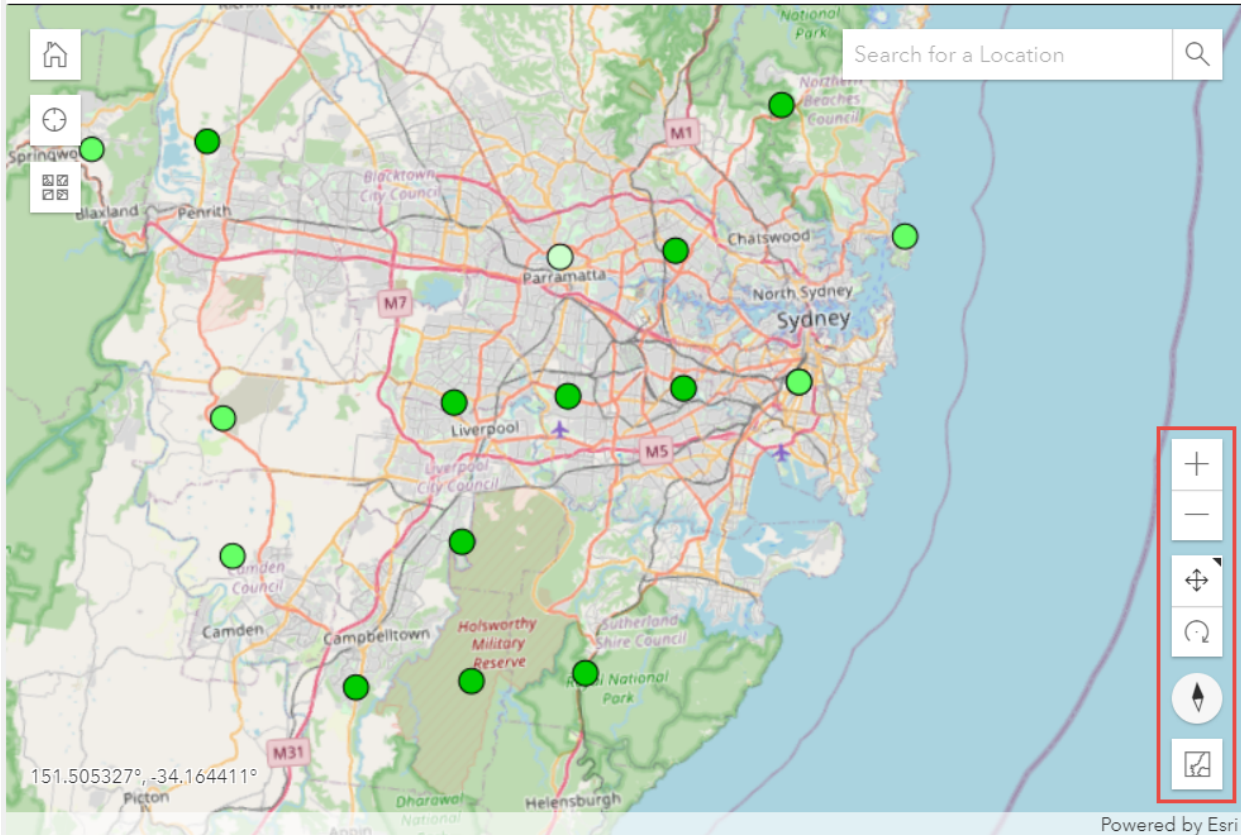 National
Park
Search for a Location
Northern
Beaches
Council
M1
Springwo
Blacktown
City Council
Blaxland
Penrith
Chatswood
Parramatta
North Sydney
M7
Sydney
Liverpool
M5
Liverpool
City Council
Camden
Council
Camden
Campbelltown
Holsworthy
Military
Reserve
Sutherland
Shire Council
National
Park
M31
151.505327°, -34.164411°
Picton
Dharawal
National
Helensburgh
Appin
Powered by Esri